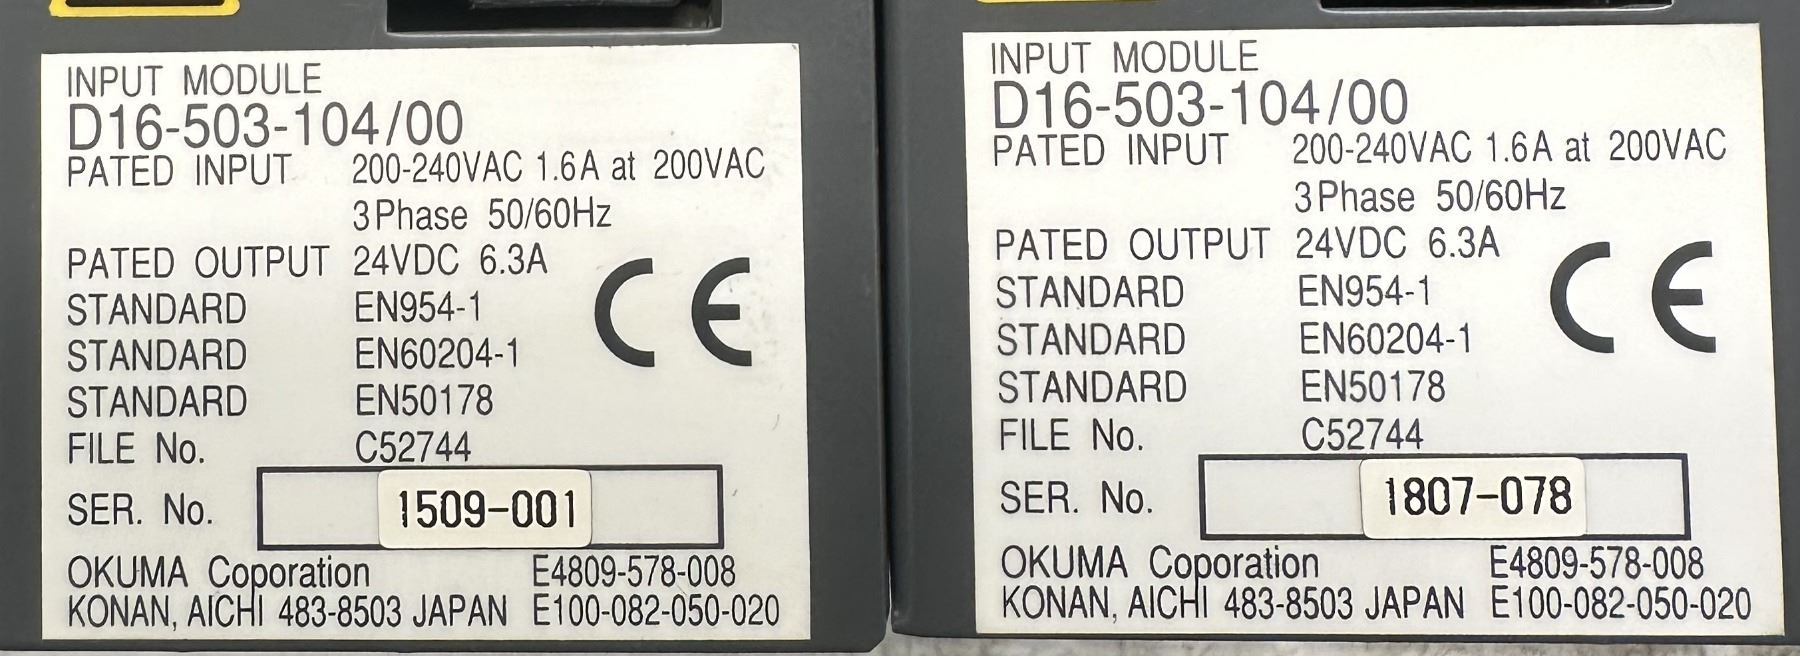 INPUT MODULE
D16-503-104/00
PATED INPUT 200-240VAC 1.6A at 200VAC
3Phase 50/60Hz
PATED OUTPUT 24VDC 6.3A
STANDARD EN954-1
STANDARD EN60204-1
STANDARD EN50178
CE
FILE No. C52744
SER. No. 1509-001
OKUMA Coporation E4809-578-008
KONAN, AICHI 483-8503 JAPAN E100-082-050-020
INPUT MODULE
D16-503-104/00
PATED INPUT 200-240VAC 1.6A at 200VAC
3Phase 50/60Hz
PATED OUTPUT 24VDC 6.3A
STANDARD EN954-1
STANDARD EN60204-1
STANDARD EN50178
CE
FILE No. C52744
SER. No. 1807-078
OKUMA Coporation E4809-578-008
KONAN, AICHI 483-8503 JAPAN E100-082-050-020